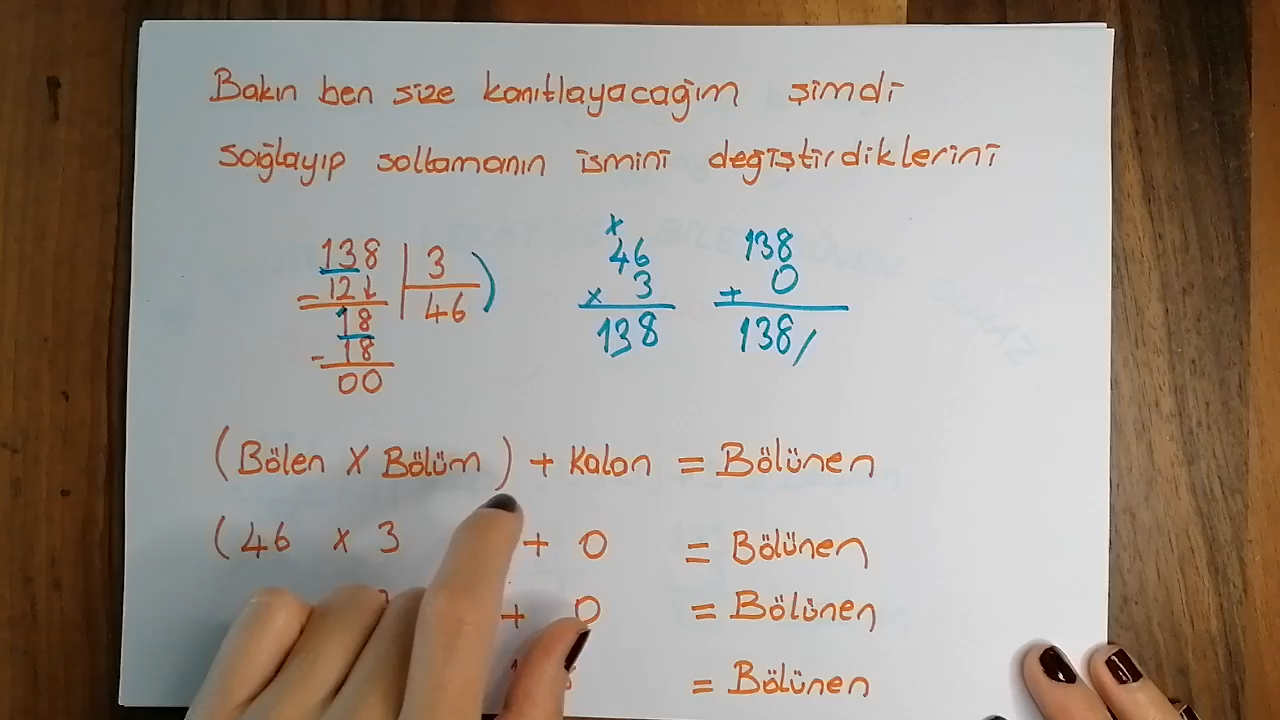 Bakın ben size kanıtlayacağım şimdi
sağlayıp saltamanın ismini değiştirdiklerini
138 3
- 12↓ 46
18
- 18
00
x
46
x 3
138
138
+ 0
138/
(Bölen X Bölüm) + Kalan = Bölünen
(46 x 3 + 0 = Bölünen
+ 0 = Bölünen
= Bölünen